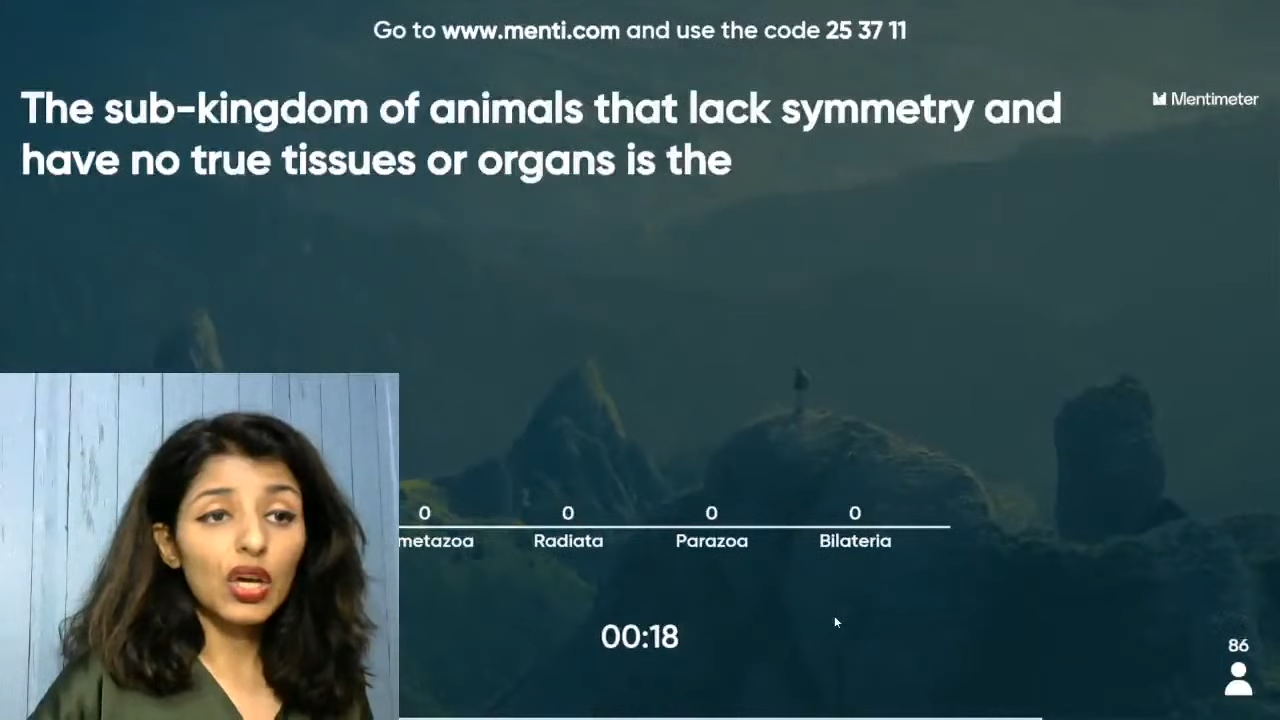 Go to www.menti.com and use the code 25 37 11
The sub-kingdom of animals that lack symmetry and
have no true tissues or organs is the
Mentimeter
0 0 0 0
metazoa Radiata Parazoa Bilateria
00:18
86